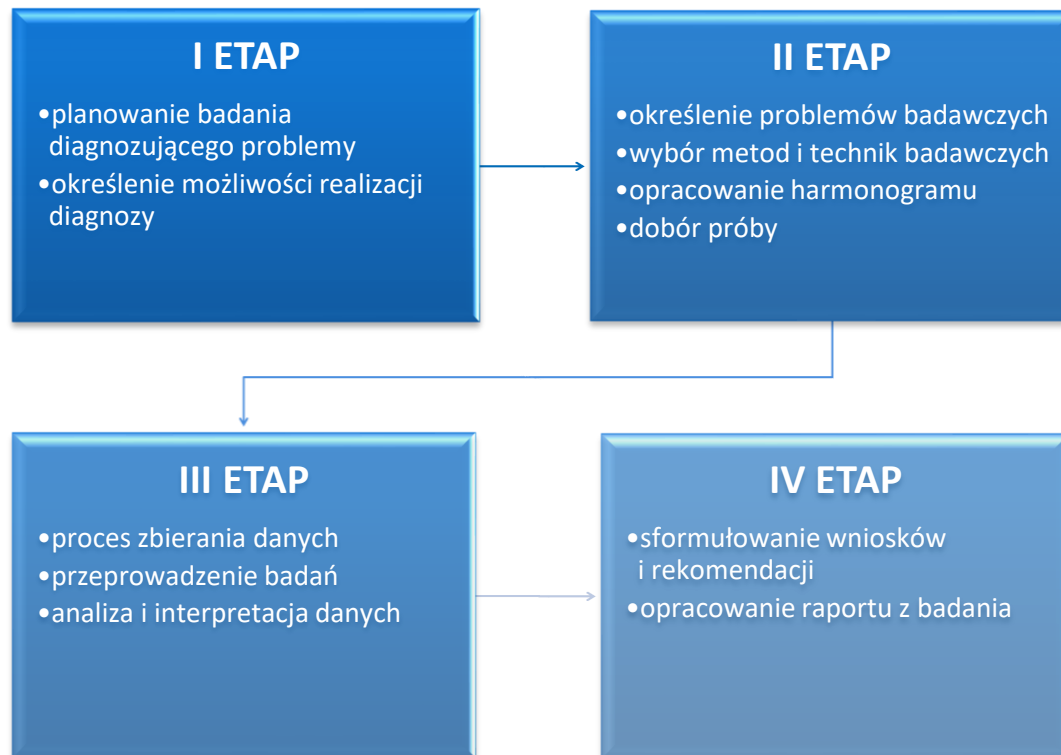 I ETAP
•planowanie badania
diagnozującego problemy
•określenie możliwości realizacji
diagnozy
II ETAP
•określenie problemów badawczych
•wybór metod i technik badawczych
•opracowanie harmonogramu
•dobór próby
III ETAP
•proces zbierania danych
•przeprowadzenie badań
•analiza i interpretacja danych
IV ETAP
•sformułowanie wniosków
i rekomendacji
•opracowanie raportu z badania